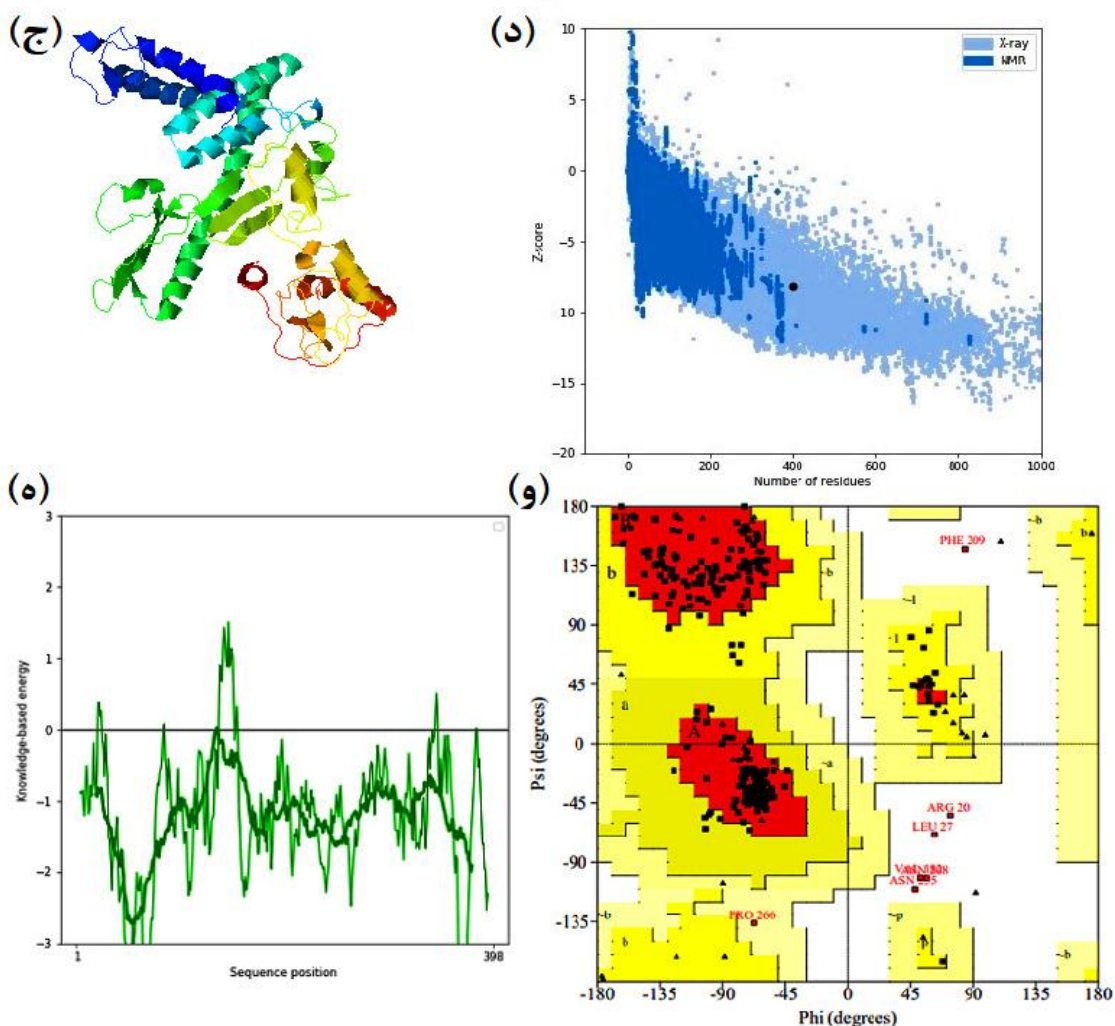 (ج)
(د)
10
5
0
−5
−10
−15
−20
Z-score
X-ray
NMR
0
200
400
600
800
1000
Number of residues
(ه)
3
2
1
0
−1
−2
−3
Knowledge-based energy
1
398
Sequence position
(و)
180
135
90
45
0
-45
-90
-135
-180
Psi (degrees)
B
b
~b
PHE 209
~b
b
~l
l
a
A
~a
ARG 20
LEU 27
PRO 266
~b
b
~p
p
~b
-180
-135
-90
-45
0
45
90
135
180
Phi (degrees)